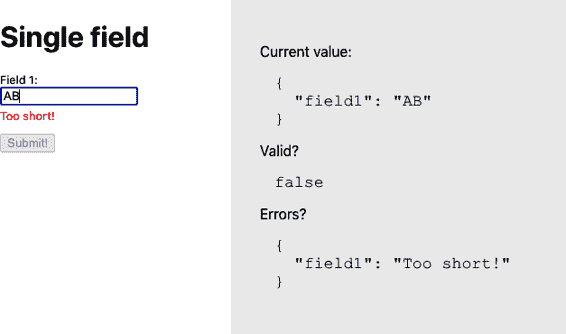 Single field
Field 1:
AB
Too short!
Submit!
Current value:
{
"field1": "AB"
}
Valid?
false
Errors?
{
"field1": "Too short!"
}